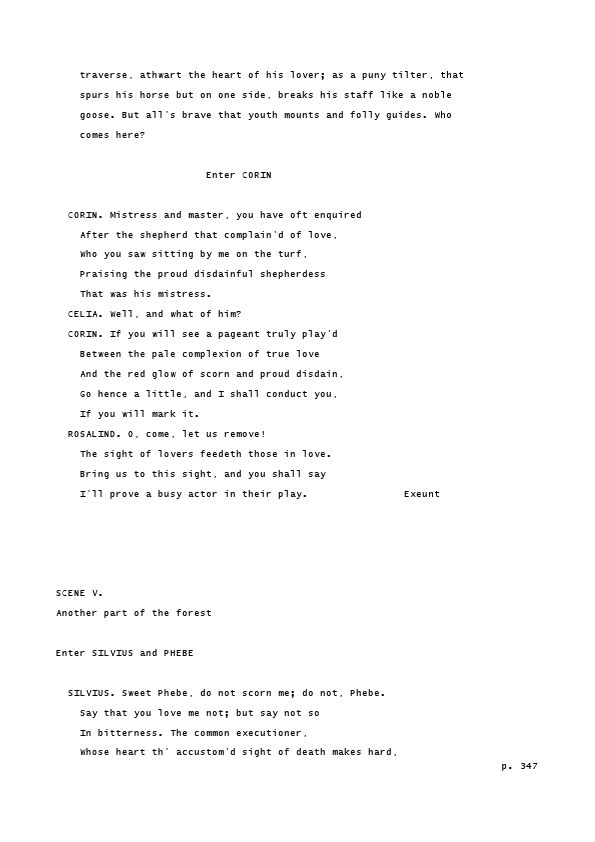 traverse, athwart the heart of his lover; as a puny tilter, that
spurs his horse but on one side, breaks his staff like a noble
goose. But all's brave that youth mounts and folly guides. Who
comes here?
Enter CORIN
CORIN. Mistress and master, you have oft enquired
After the shepherd that complain'd of love,
Who you saw sitting by me on the turf,
Praising the proud disdainful shepherdess
That was his mistress.
CELIA. Well, and what of him?
CORIN. If you will see a pageant truly play'd
Between the pale complexion of true love
And the red glow of scorn and proud disdain,
Go hence a little, and I shall conduct you,
If you will mark it.
ROSALIND. O, come, let us remove!
The sight of lovers feedeth those in love.
Bring us to this sight, and you shall say
I'll prove a busy actor in their play. Exeunt
SCENE V.
Another part of the forest
Enter SILVIUS and PHEBE
SILVIUS. Sweet Phebe, do not scorn me; do not, Phebe.
Say that you love me not; but say not so
In bitterness. The common executioner,
Whose heart th' accustom'd sight of death makes hard,
p. 347